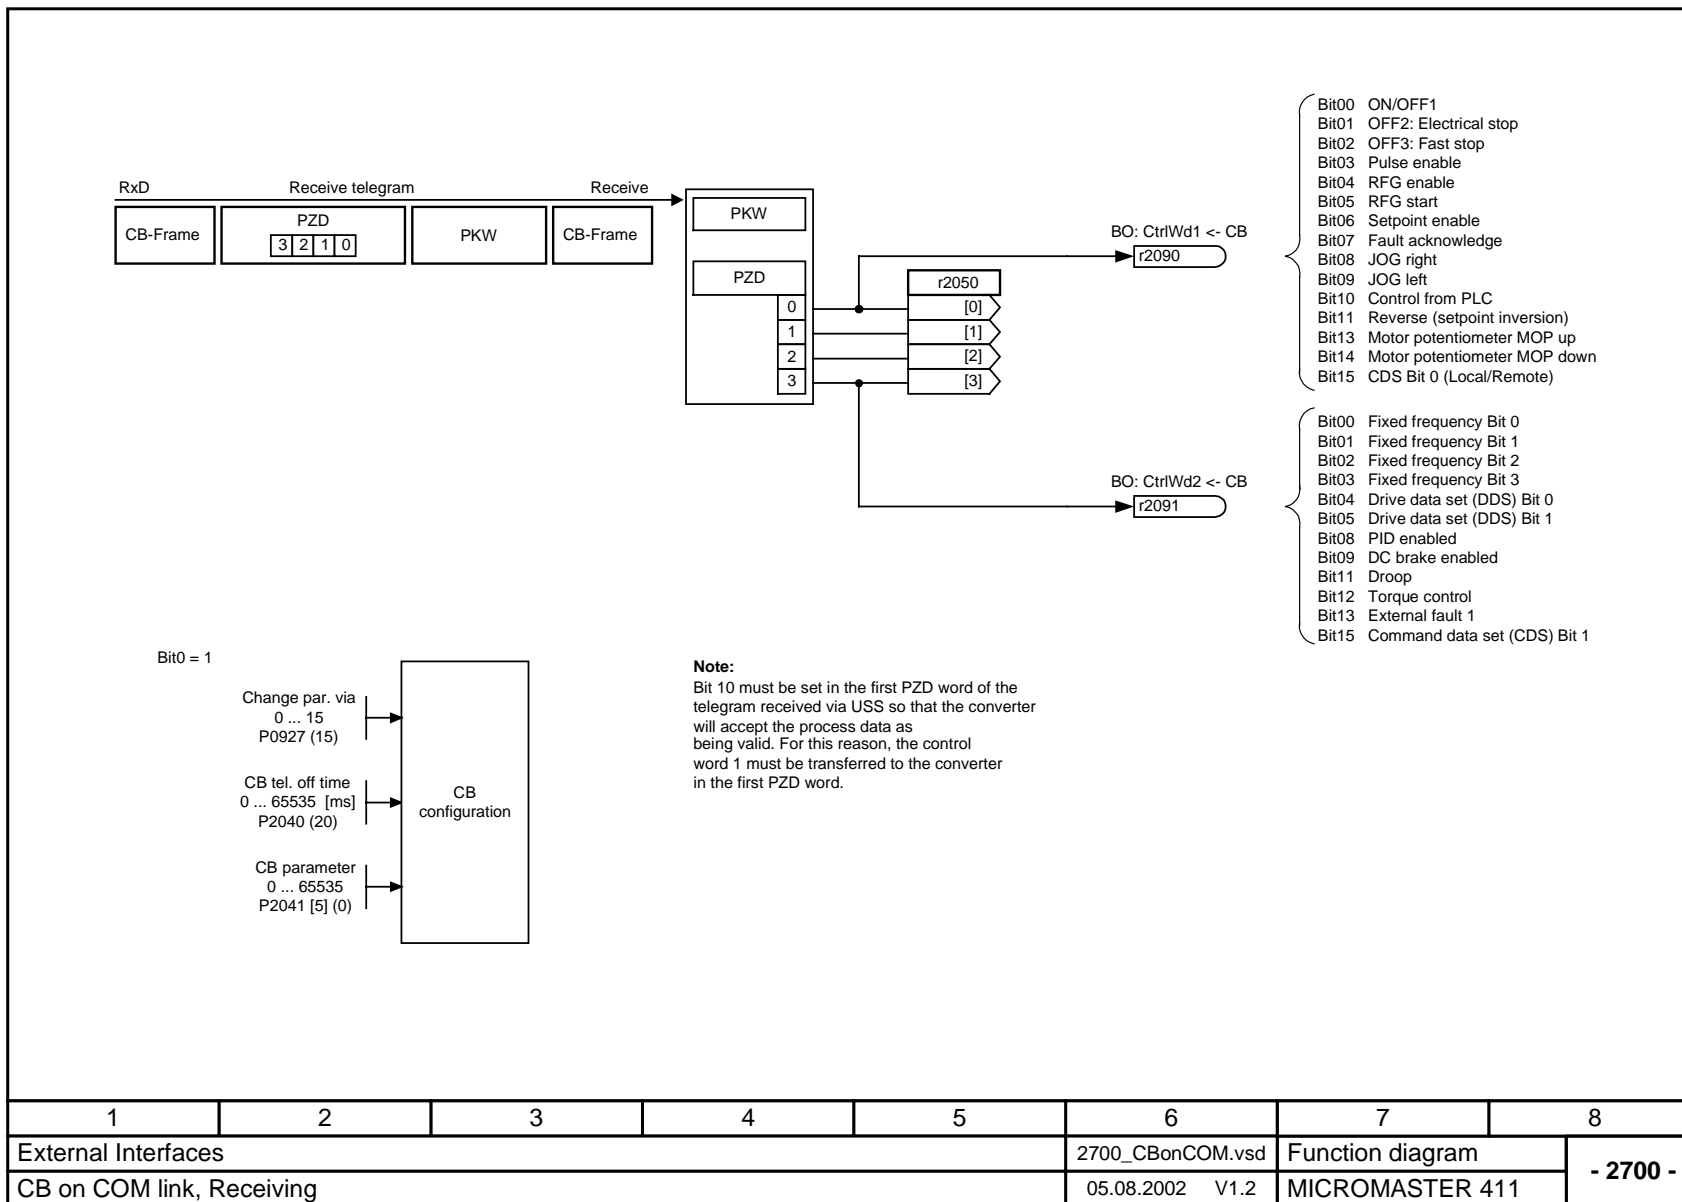 RxD Receive telegram Receive
CB-Frame
PZD
3 2 1 0
PKW
CB-Frame
PKW
PZD
0
1
2
3
r2050
[0]
[1]
[2]
[3]
BO: CtrlWd1 <- CB
r2090
Bit00 ON/OFF1
Bit01 OFF2: Electrical stop
Bit02 OFF3: Fast stop
Bit03 Pulse enable
Bit04 RFG enable
Bit05 RFG start
Bit06 Setpoint enable
Bit07 Fault acknowledge
Bit08 JOG right
Bit09 JOG left
Bit10 Control from PLC
Bit11 Reverse (setpoint inversion)
Bit13 Motor potentiometer MOP up
Bit14 Motor potentiometer MOP down
Bit15 CDS Bit 0 (Local/Remote)
BO: CtrlWd2 <- CB
r2091
Bit00 Fixed frequency Bit 0
Bit01 Fixed frequency Bit 1
Bit02 Fixed frequency Bit 2
Bit03 Fixed frequency Bit 3
Bit04 Drive data set (DDS) Bit 0
Bit05 Drive data set (DDS) Bit 1
Bit08 PID enabled
Bit09 DC brake enabled
Bit11 Droop
Bit12 Torque control
Bit13 External fault 1
Bit15 Command data set (CDS) Bit 1
Bit0 = 1
Change par. via
0 ... 15
P0927 (15)
CB tel. off time
0 ... 65535 [ms]
P2040 (20)
CB parameter
0 ... 65535
P2041 [5] (0)
CB
configuration
Note:
Bit 10 must be set in the first PZD word of the
telegram received via USS so that the converter
will accept the process data as
being valid. For this reason, the control
word 1 must be transferred to the converter
in the first PZD word.
1 2 3 4 5 6 7 8
External Interfaces 2700_CBonCOM.vsd Function diagram
- 2700 -
CB on COM link, Receiving 05.08.2002 V1.2 MICROMASTER 411